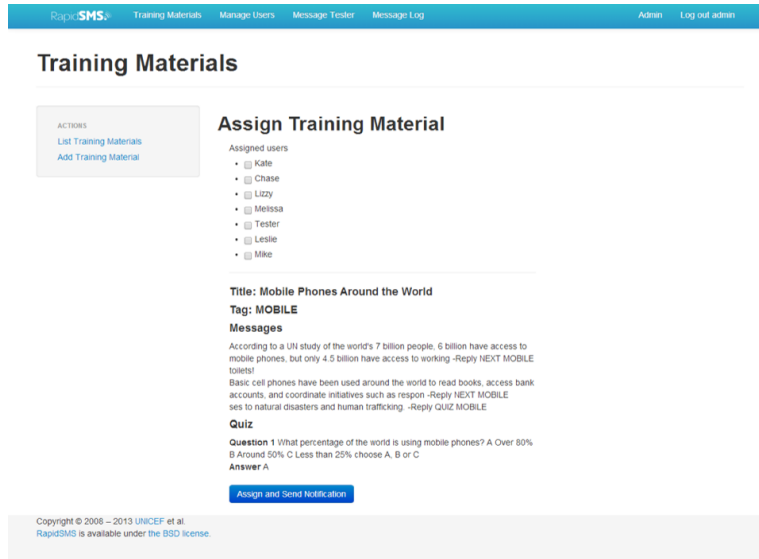 RapidSMS. Training Materials Manage Users Message Tester Message Log Admin Log out admin
Training Materials
ACTIONS
List Training Materials
Add Training Material
Assign Training Material
Assigned users
Kate
Chase
Lizzy
Melissa
Tester
Leslie
Mike
Title: Mobile Phones Around the World
Tag: MOBILE
Messages
According to a UN study of the world's 7 billion people, 6 billion have access to
mobile phones, but only 4.5 billion have access to working -Reply NEXT MOBILE
toilets!
Basic cell phones have been used around the world to read books, access bank
accounts, and coordinate initiatives such as respon -Reply NEXT MOBILE
ses to natural disasters and human trafficking. -Reply QUIZ MOBILE
Quiz
Question 1 What percentage of the world is using mobile phones? A Over 80%
B Around 50% C Less than 25% choose A, B or C
Answer A
Assign and Send Notification
Copyright © 2008 – 2013 UNICEF et al.
RapidSMS is available under the BSD license.